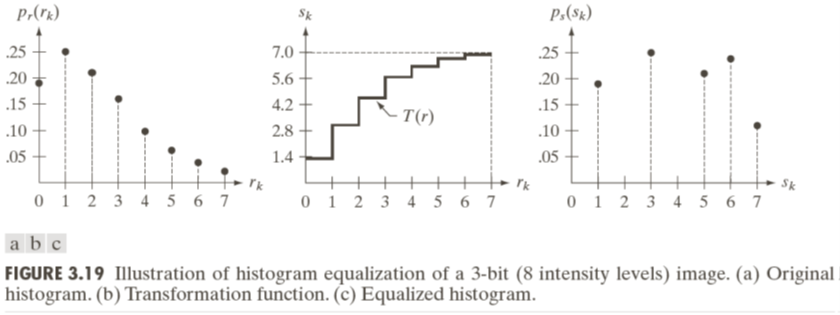 pᵣ(rₖ)
.25
.20
.15
.10
.05
0 1 2 3 4 5 6 7
rₖ
sₖ
7.0
5.6
4.2
2.8
1.4
T(r)
0 1 2 3 4 5 6 7
rₖ
pₛ(sₖ)
.25
.20
.15
.10
.05
0 1 2 3 4 5 6 7
sₖ
a b c
FIGURE 3.19 Illustration of histogram equalization of a 3-bit (8 intensity levels) image. (a) Original
histogram. (b) Transformation function. (c) Equalized histogram.